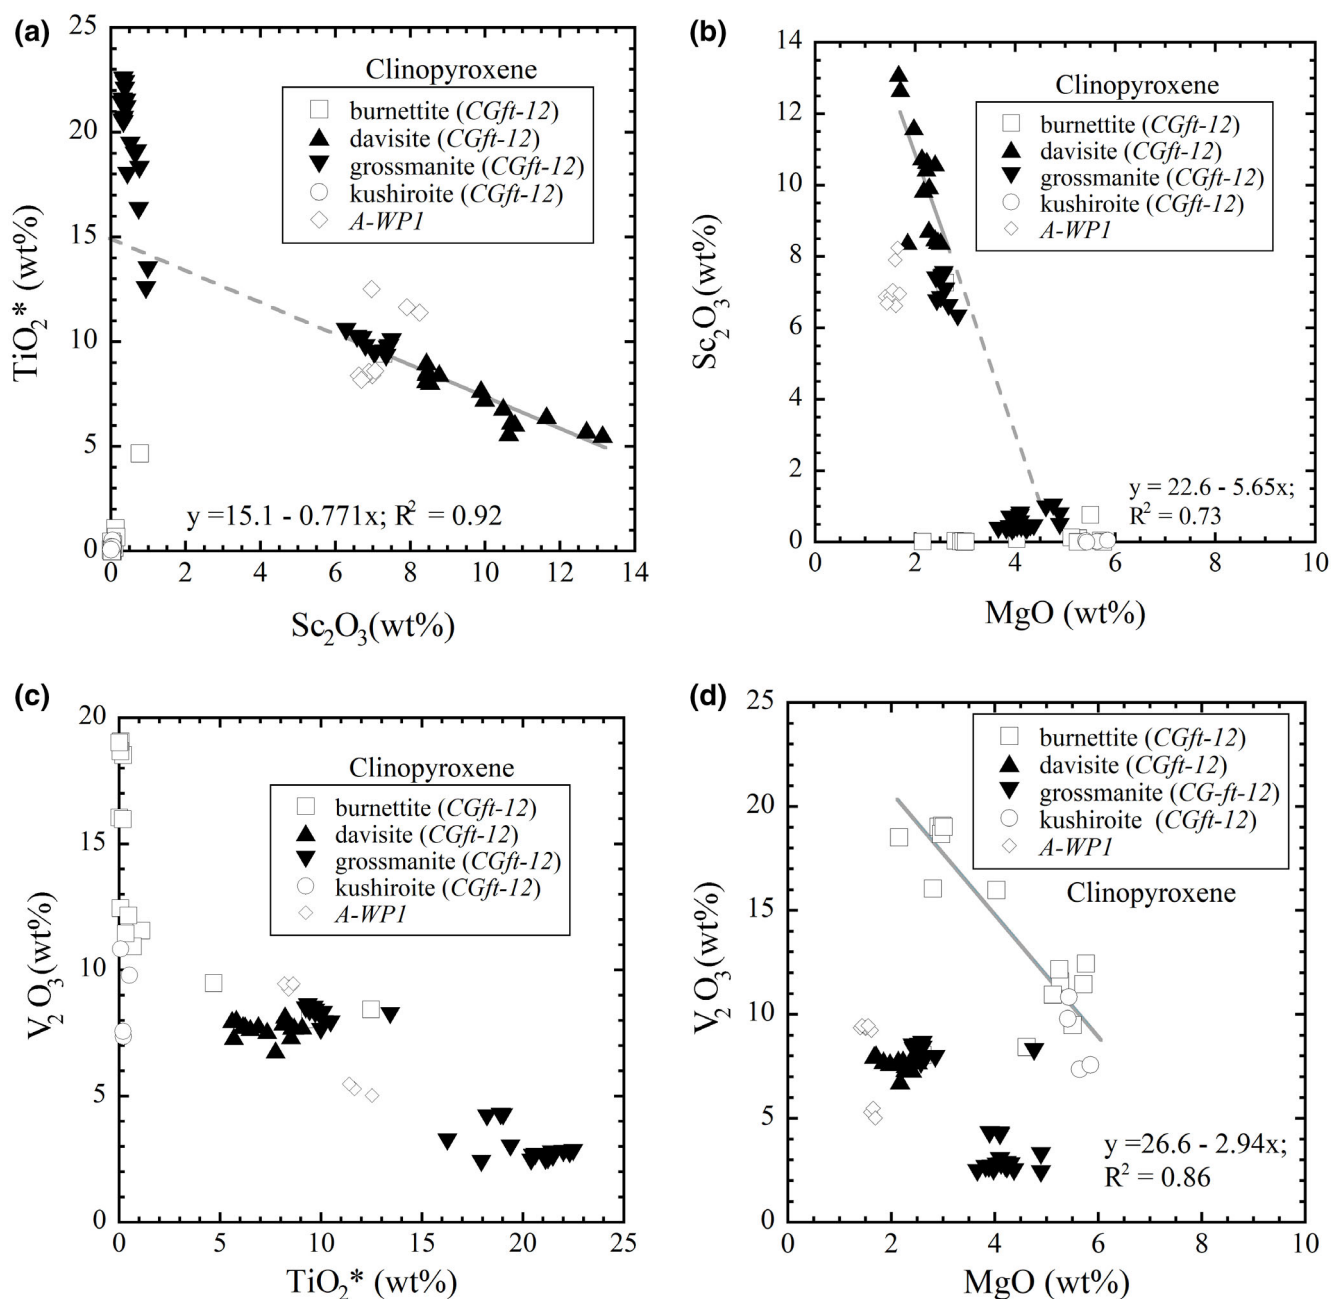 (a)
25
20
15
10
5
0
TiO₂* (wt%)
Clinopyroxene
burnettite (CGft-12)
davisite (CGft-12)
grossmanite (CGft-12)
kushiroite (CGft-12)
A-WP1
y =15.1 - 0.771x; R² = 0.92
0 2 4 6 8 10 12 14
Sc₂O₃(wt%)
(b)
14
12
10
8
6
4
2
0
Sc₂O₃(wt%)
Clinopyroxene
burnettite (CGft-12)
davisite (CGft-12)
grossmanite (CGft-12)
kushiroite (CGft-12)
A-WP1
y = 22.6 - 5.65x;
R² = 0.73
0 2 4 6 8 10
MgO (wt%)
(c)
20
15
10
5
0
V₂O₃(wt%)
Clinopyroxene
burnettite (CGft-12)
davisite (CGft-12)
grossmanite (CGft-12)
kushiroite (CGft-12)
A-WP1
0 5 10 15 20 25
TiO₂* (wt%)
(d)
25
20
15
10
5
0
V₂O₃(wt%)
burnettite (CGft-12)
davisite (CGft-12)
grossmanite (CG-ft-12)
kushiroite (CGft-12)
A-WP1
Clinopyroxene
y =26.6 - 2.94x;
R² = 0.86
0 2 4 6 8 10
MgO (wt%)